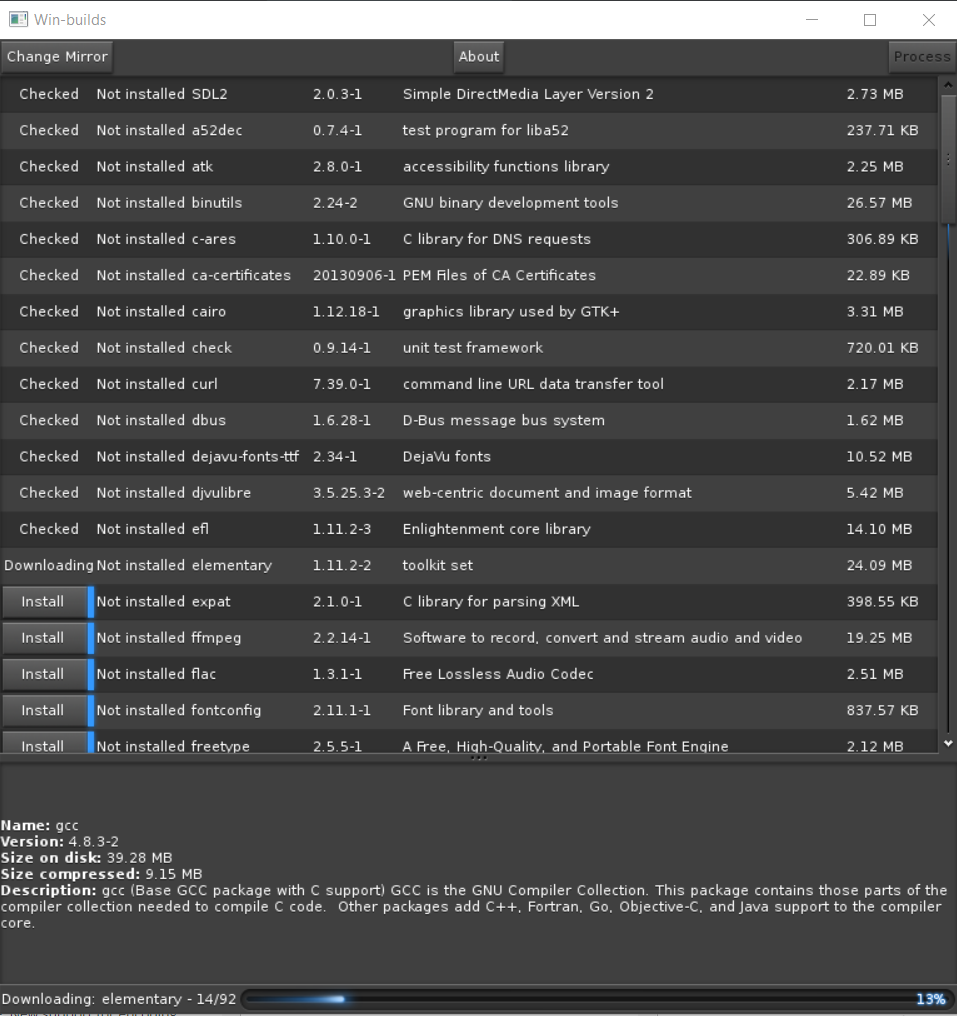 Win-builds
Change Mirror About Process
Checked Not installed SDL2 2.0.3-1 Simple DirectMedia Layer Version 2 2.73 MB
Checked Not installed a52dec 0.7.4-1 test program for liba52 237.71 KB
Checked Not installed atk 2.8.0-1 accessibility functions library 2.25 MB
Checked Not installed binutils 2.24-2 GNU binary development tools 26.57 MB
Checked Not installed c-ares 1.10.0-1 C library for DNS requests 306.89 KB
Checked Not installed ca-certificates 20130906-1 PEM Files of CA Certificates 22.89 KB
Checked Not installed cairo 1.12.18-1 graphics library used by GTK+ 3.31 MB
Checked Not installed check 0.9.14-1 unit test framework 720.01 KB
Checked Not installed curl 7.39.0-1 command line URL data transfer tool 2.17 MB
Checked Not installed dbus 1.6.28-1 D-Bus message bus system 1.62 MB
Checked Not installed dejavu-fonts-ttf 2.34-1 DejaVu fonts 10.52 MB
Checked Not installed djvulibre 3.5.25.3-2 web-centric document and image format 5.42 MB
Checked Not installed efl 1.11.2-3 Enlightenment core library 14.10 MB
Downloading Not installed elementary 1.11.2-2 toolkit set 24.09 MB
Install Not installed expat 2.1.0-1 C library for parsing XML 398.55 KB
Install Not installed ffmpeg 2.2.14-1 Software to record, convert and stream audio and video 19.25 MB
Install Not installed flac 1.3.1-1 Free Lossless Audio Codec 2.51 MB
Install Not installed fontconfig 2.11.1-1 Font library and tools 837.57 KB
Install Not installed freetype 2.5.5-1 A Free, High-Quality, and Portable Font Engine 2.12 MB
Name: gcc
Version: 4.8.3-2
Size on disk: 39.28 MB
Size compressed: 9.15 MB
Description: gcc (Base GCC package with C support) GCC is the GNU Compiler Collection. This package contains those parts of the
compiler collection needed to compile C code.  Other packages add C++, Fortran, Go, Objective-C, and Java support to the compiler
core.
Downloading: elementary - 14/92 13%